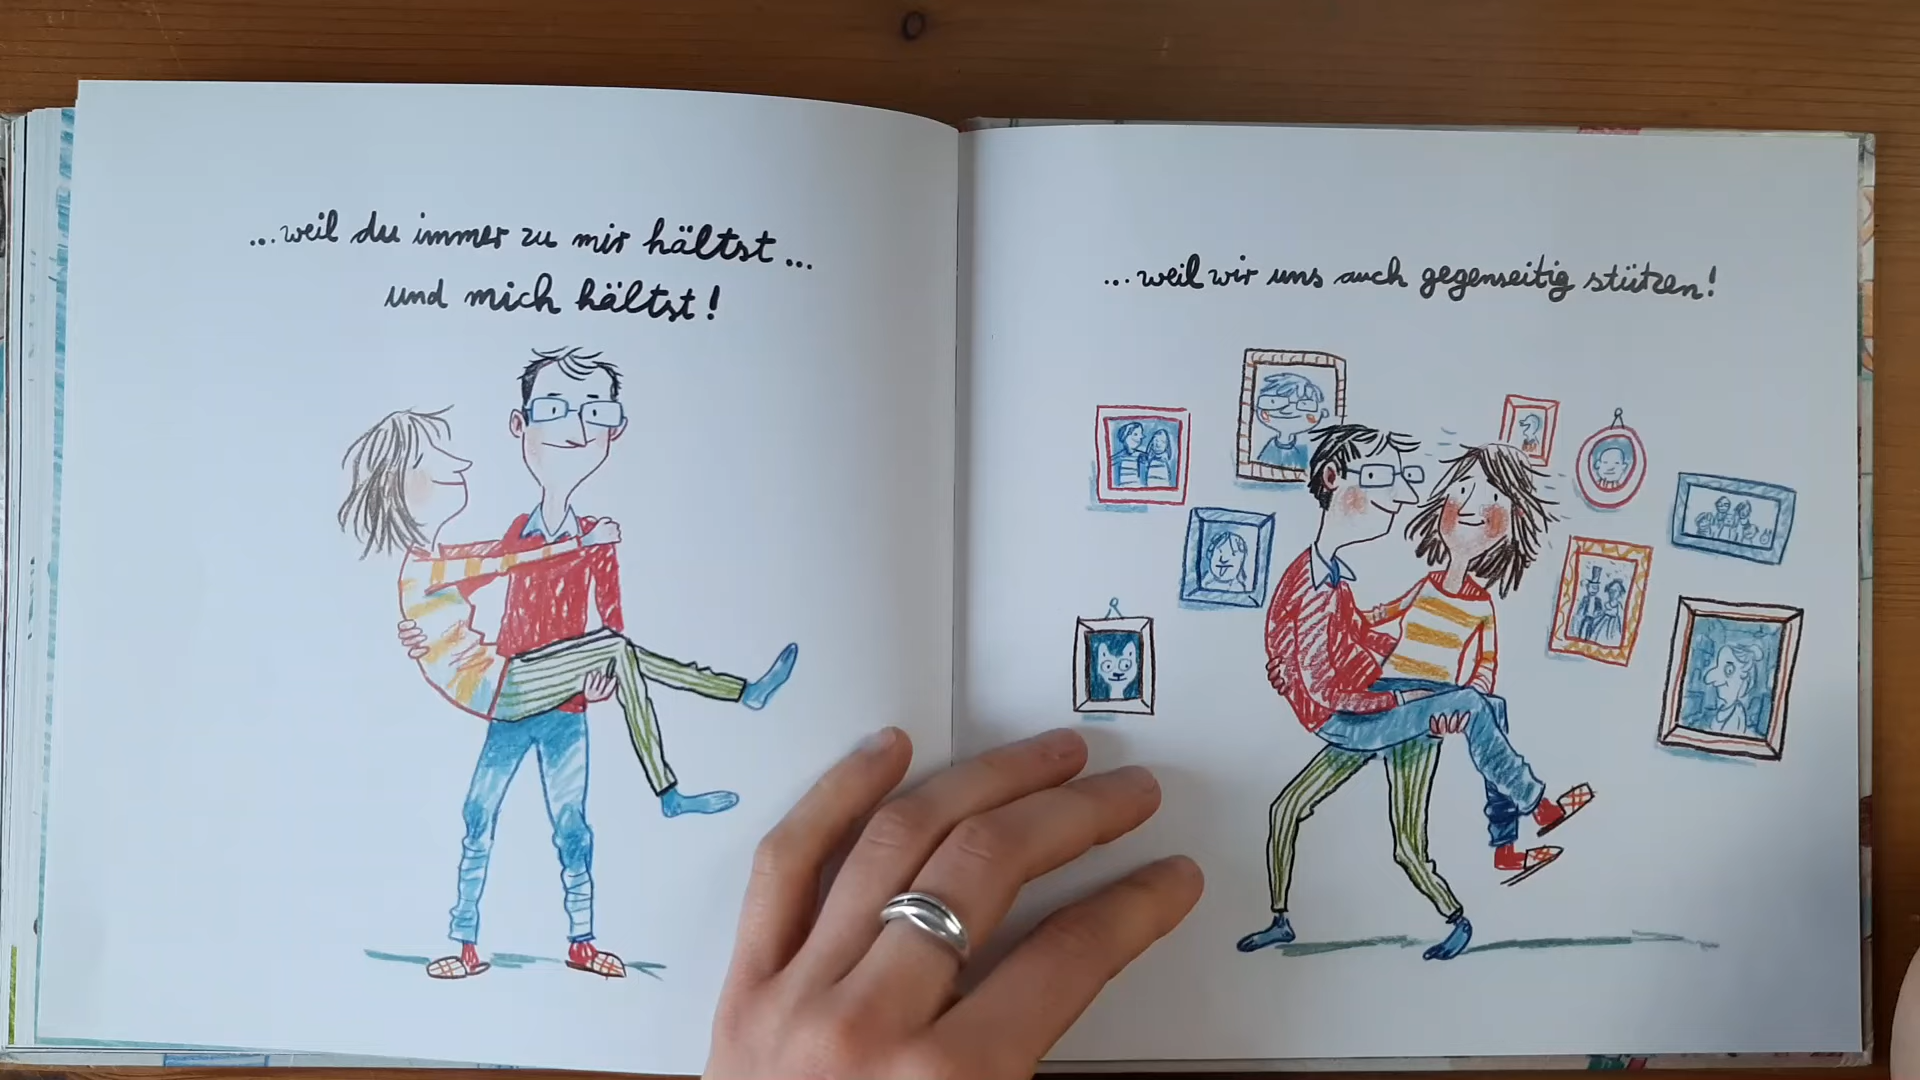 ...weil du immer zu mir hältst...
und mich hältst!
...weil wir uns auch gegenseitig stützen!